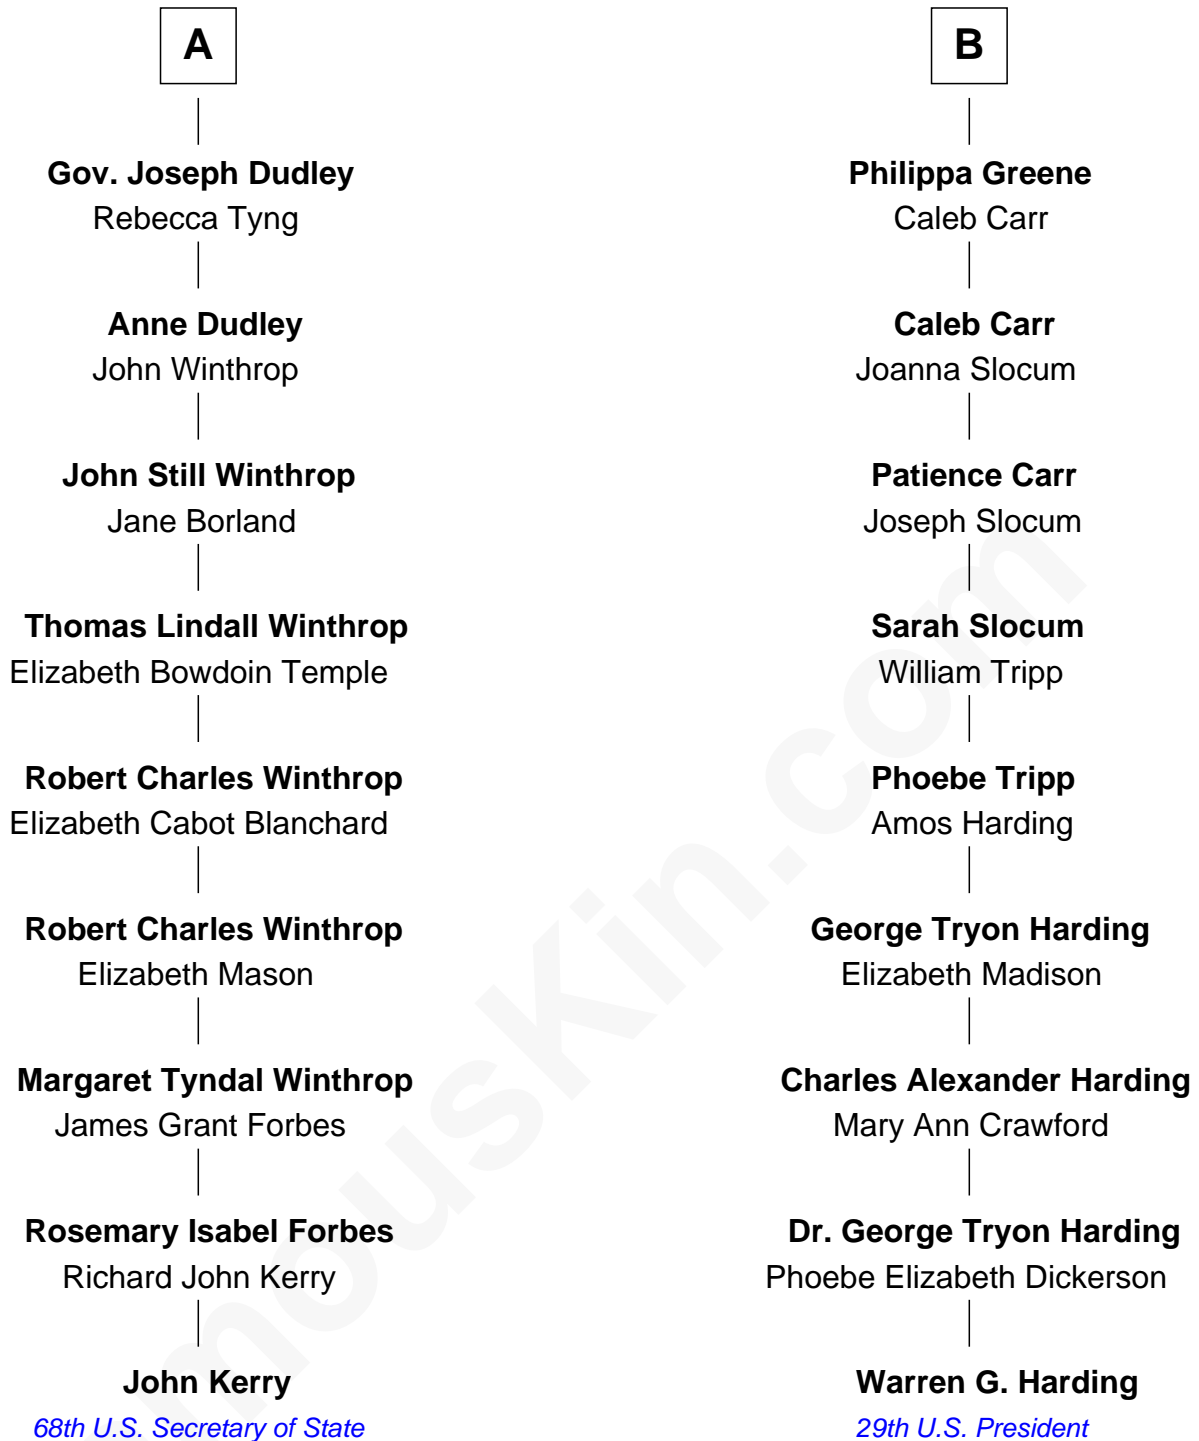 A
Gov. Joseph Dudley
Rebecca Tyng
Anne Dudley
John Winthrop
John Still Winthrop
Jane Borland
Thomas Lindall Winthrop
Elizabeth Bowdoin Temple
Robert Charles Winthrop
Elizabeth Cabot Blanchard
Robert Charles Winthrop
Elizabeth Mason
Margaret Tyndal Winthrop
James Grant Forbes
Rosemary Isabel Forbes
Richard John Kerry
John Kerry
68th U.S. Secretary of State
B
Philippa Greene
Caleb Carr
Caleb Carr
Joanna Slocum
Patience Carr
Joseph Slocum
Sarah Slocum
William Tripp
Phoebe Tripp
Amos Harding
George Tryon Harding
Elizabeth Madison
Charles Alexander Harding
Mary Ann Crawford
Dr. George Tryon Harding
Phoebe Elizabeth Dickerson
Warren G. Harding
29th U.S. President
mouskin.com